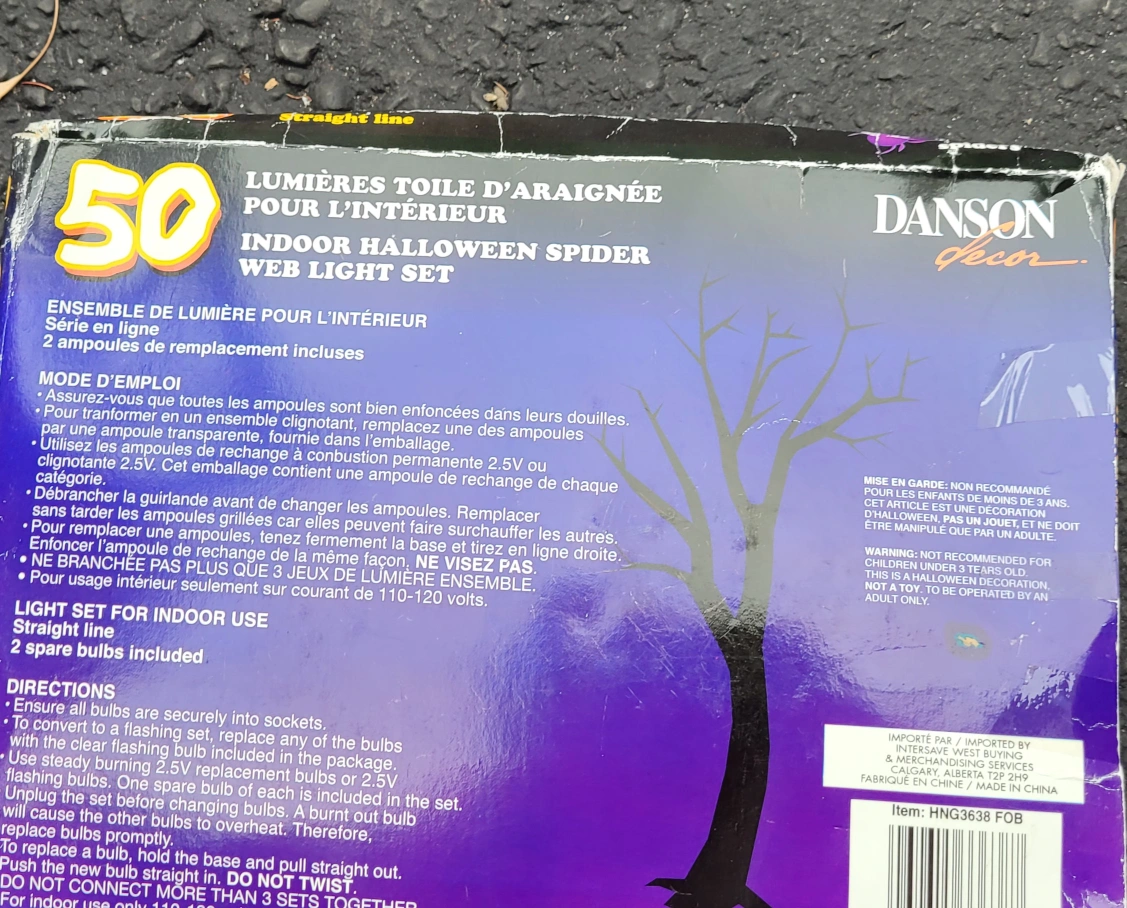 straight line
50
LUMIÈRES TOILE D'ARAIGNÉE
POUR L'INTÉRIEUR
INDOOR HALLOWEEN SPIDER
WEB LIGHT SET
DANSON
decor
ENSEMBLE DE LUMIÈRE POUR L'INTÉRIEUR
Série en ligne
2 ampoules de remplacement incluses
MODE D'EMPLOI
• Assurez-vous que toutes les ampoules sont bien enfoncées dans leurs douilles.
• Pour tranformer en un ensemble clignotant, remplacez une des ampoules
par une ampoule transparente, fournie dans l'emballage.
• Utilisez les ampoules de rechange à conbustion permanente 2.5V ou
clignotante 2.5V. Cet emballage contient une ampoule de rechange de chaque
catégorie.
• Débrancher la guirlande avant de changer les ampoules. Remplacer
sans tarder les ampoules grillées car elles peuvent faire surchauffer les autres.
• Pour remplacer une ampoules, tenez fermement la base et tirez en ligne droite.
Enfoncer l'ampoule de rechange de la même façon. NE VISEZ PAS.
• NE BRANCHÉE PAS PLUS QUE 3 JEUX DE LUMIÈRE ENSEMBLE.
• Pour usage intérieur seulement sur courant de 110-120 volts.
LIGHT SET FOR INDOOR USE
Straight line
2 spare bulbs included
DIRECTIONS
• Ensure all bulbs are securely into sockets.
• To convert to a flashing set, replace any of the bulbs
with the clear flashing bulb included in the package.
• Use steady burning 2.5V replacement bulbs or 2.5V
flashing bulbs. One spare bulb of each is included in the set.
Unplug the set before changing bulbs. A burnt out bulb
will cause the other bulbs to overheat. Therefore,
replace bulbs promptly.
To replace a bulb, hold the base and pull straight out.
Push the new bulb straight in. DO NOT TWIST.
DO NOT CONNECT MORE THAN 3 SETS TOGETHER
For indoor use only
MISE EN GARDE: NON RECOMMANDÉ
POUR LES ENFANTS DE MOINS DE 3 ANS.
CET ARTICLE EST UNE DÉCORATION
D'HALLOWEEN, PAS UN JOUET, ET NE DOIT
ÊTRE MANIPULÉ QUE PAR UN ADULTE.
WARNING: NOT RECOMMENDED FOR
CHILDREN UNDER 3 TEARS OLD.
THIS IS A HALLOWEEN DECORATION,
NOT A TOY. TO BE OPERATED BY AN
ADULT ONLY.
IMPORTÉ PAR / IMPORTED BY
INTERSAVE WEST BUYING
& MERCHANDISING SERVICES
CALGARY, ALBERTA T2P 2H9
FABRIQUÉ EN CHINE / MADE IN CHINA
Item: HNG3638 FOB